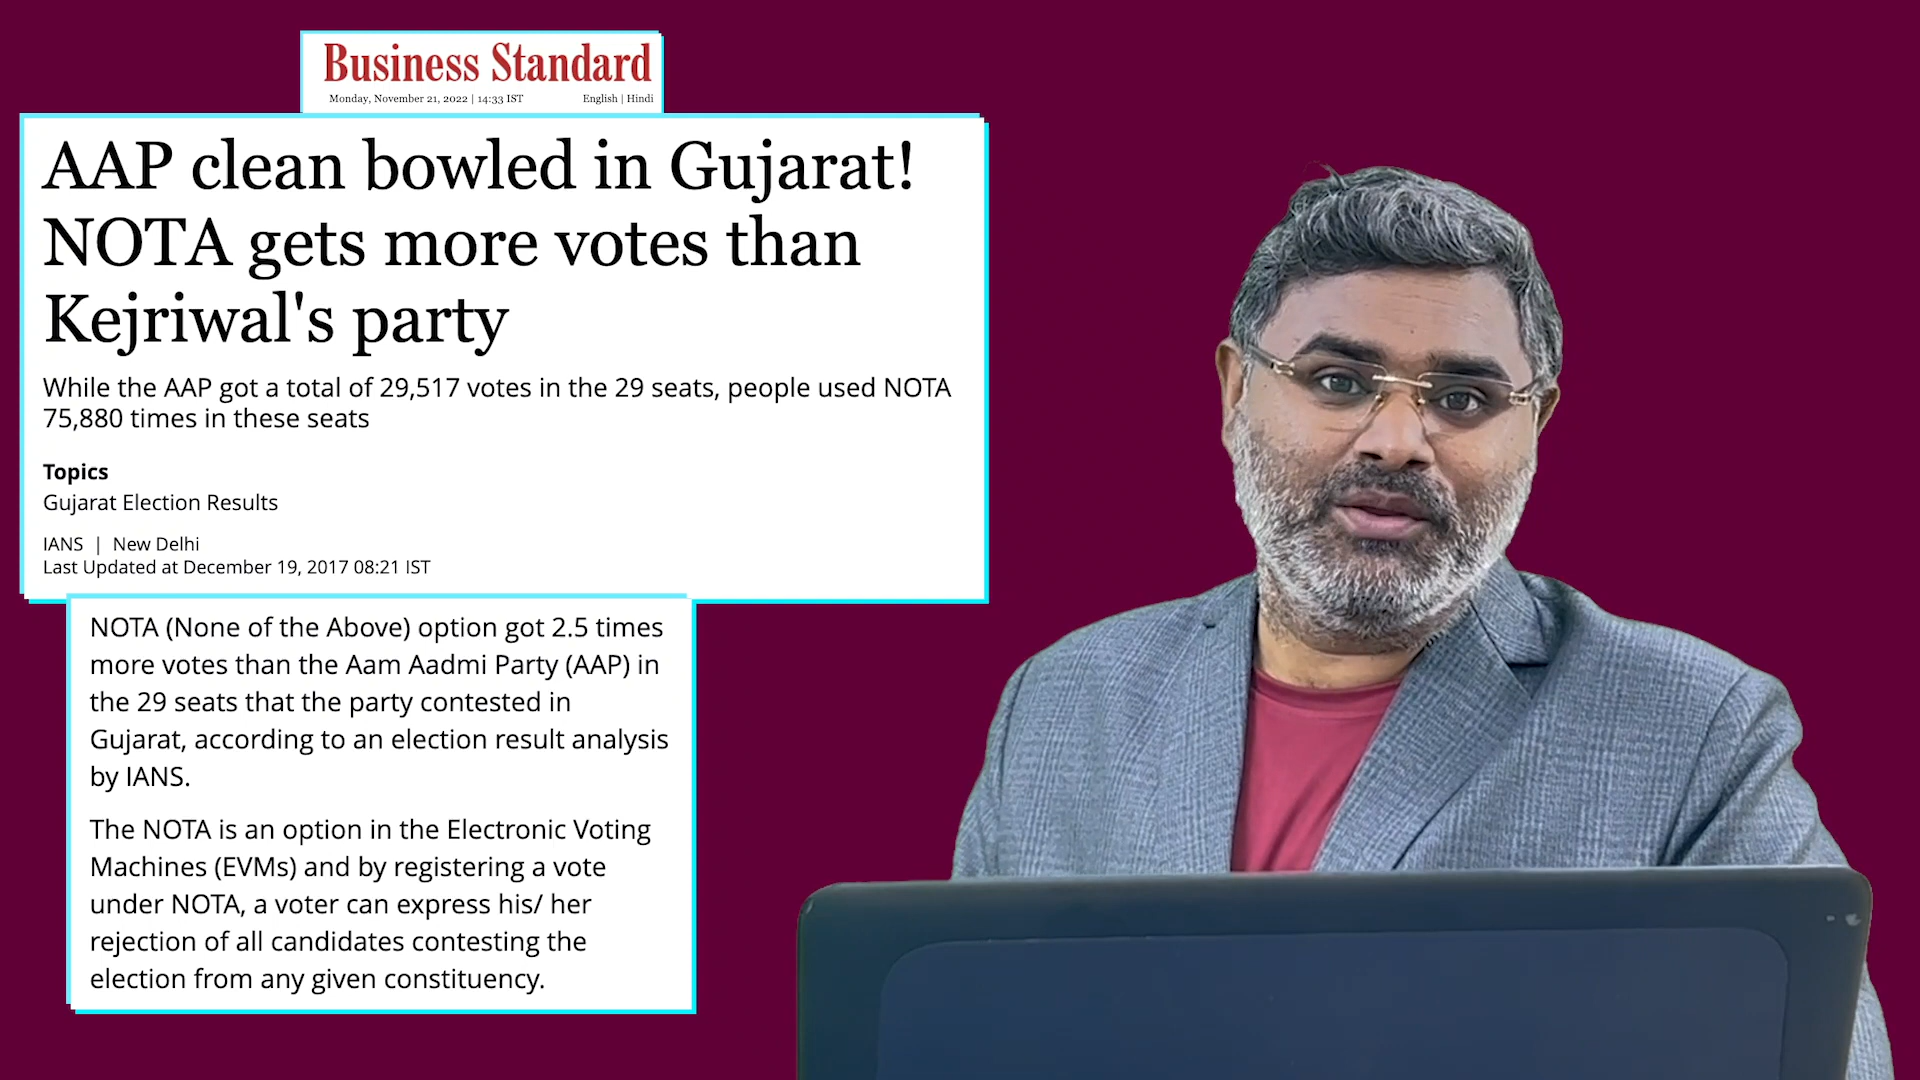 Business Standard
Monday, November 21, 2022 | 14:33 IST English | Hindi
AAP clean bowled in Gujarat!
NOTA gets more votes than
Kejriwal's party
While the AAP got a total of 29,517 votes in the 29 seats, people used NOTA
75,880 times in these seats
Topics
Gujarat Election Results
IANS | New Delhi
Last Updated at December 19, 2017 08:21 IST
NOTA (None of the Above) option got 2.5 times
more votes than the Aam Aadmi Party (AAP) in
the 29 seats that the party contested in
Gujarat, according to an election result analysis
by IANS.
The NOTA is an option in the Electronic Voting
Machines (EVMs) and by registering a vote
under NOTA, a voter can express his/ her
rejection of all candidates contesting the
election from any given constituency.